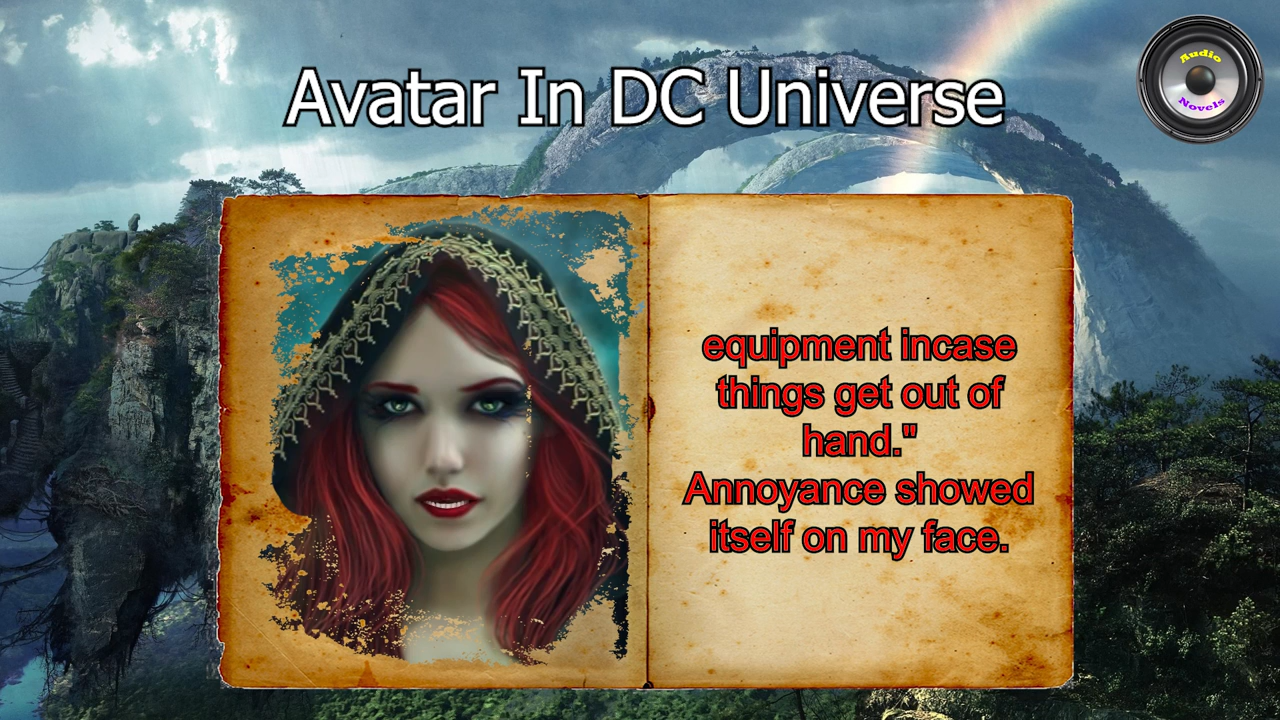 Avatar In DC Universe
Audio
Novels
equipment incase
things get out of
hand."
Annoyance showed
itself on my face.